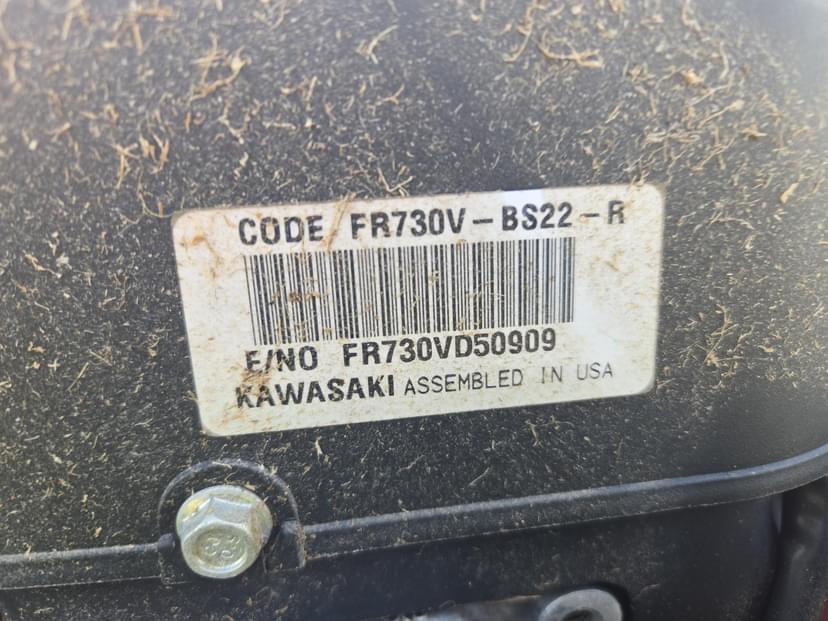 CODE FR730V-BS22-R
E/NO FR730VD50909
KAWASAKI ASSEMBLED IN USA